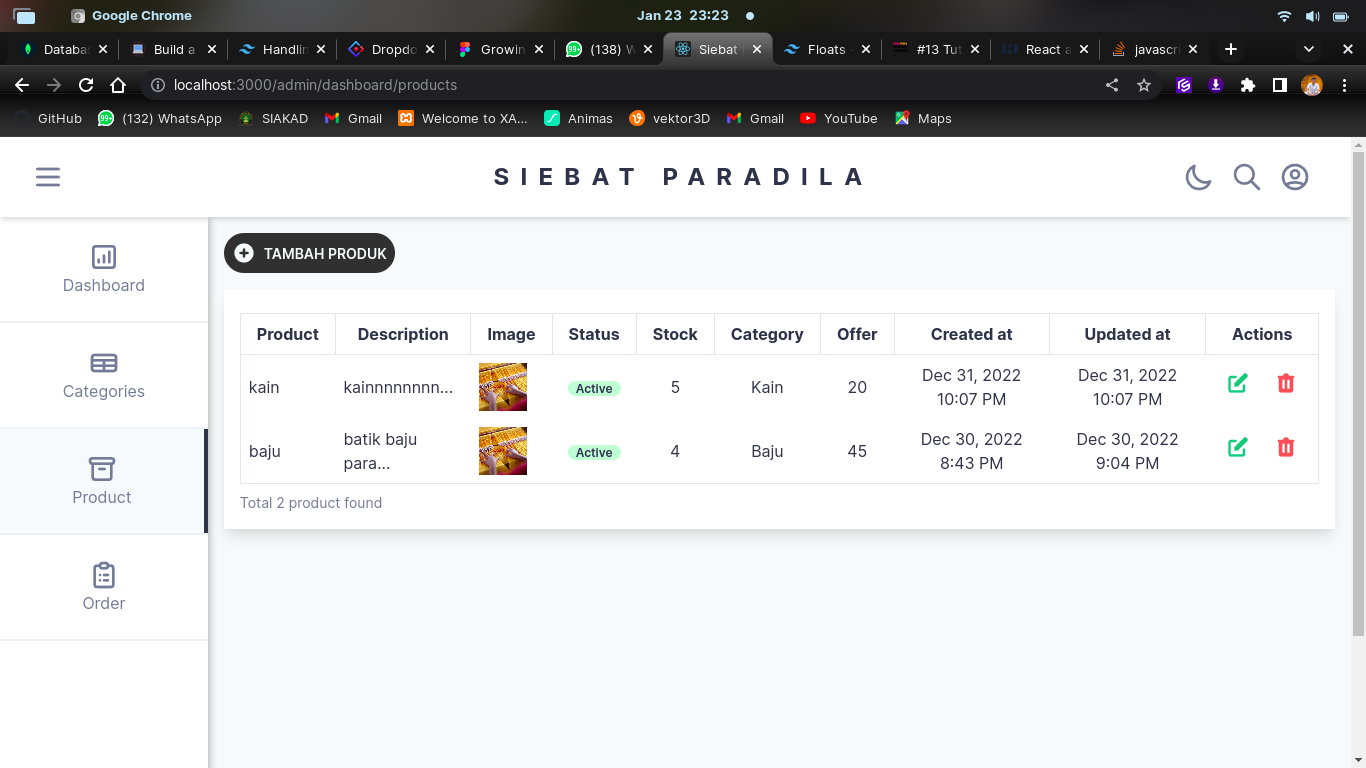 Google Chrome
Jan 23 23:23
Databa
Build a
Handlin
Dropdo
Growin
99+
(138) W
Siebat
Floats
#13 Tut
React a
javascri
localhost:3000/admin/dashboard/products
GitHub
99+
(132) WhatsApp
SIAKAD
Gmail
Welcome to XA...
Animas
vektor3D
Gmail
YouTube
Maps
SIEBAT PARADILA
Dashboard
Categories
Product
Order
TAMBAH PRODUK
Product Description Image Status Stock Category Offer Created at Updated at Actions
kain kainnnnnnnn... Active 5 Kain 20 Dec 31, 2022 Dec 31, 2022
10:07 PM 10:07 PM
baju batik baju Active 4 Baju 45 Dec 30, 2022 Dec 30, 2022
para... 8:43 PM 9:04 PM
Total 2 product found